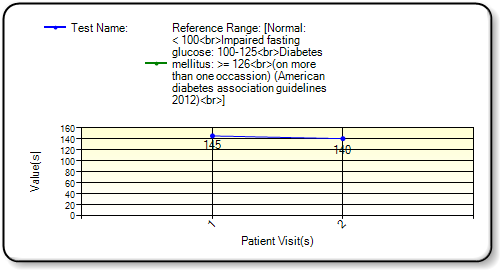 Test Name:
Reference Range: [Normal:
< 100<br>Impaired fasting
glucose: 100-125<br>Diabetes
mellitus: >= 126<br>(on more
than one occassion) (American
diabetes association guidelines
2012)<br>]
160
140
120
100
80
60
40
20
0
Value[s]
145
140
1
2
Patient Visit(s)